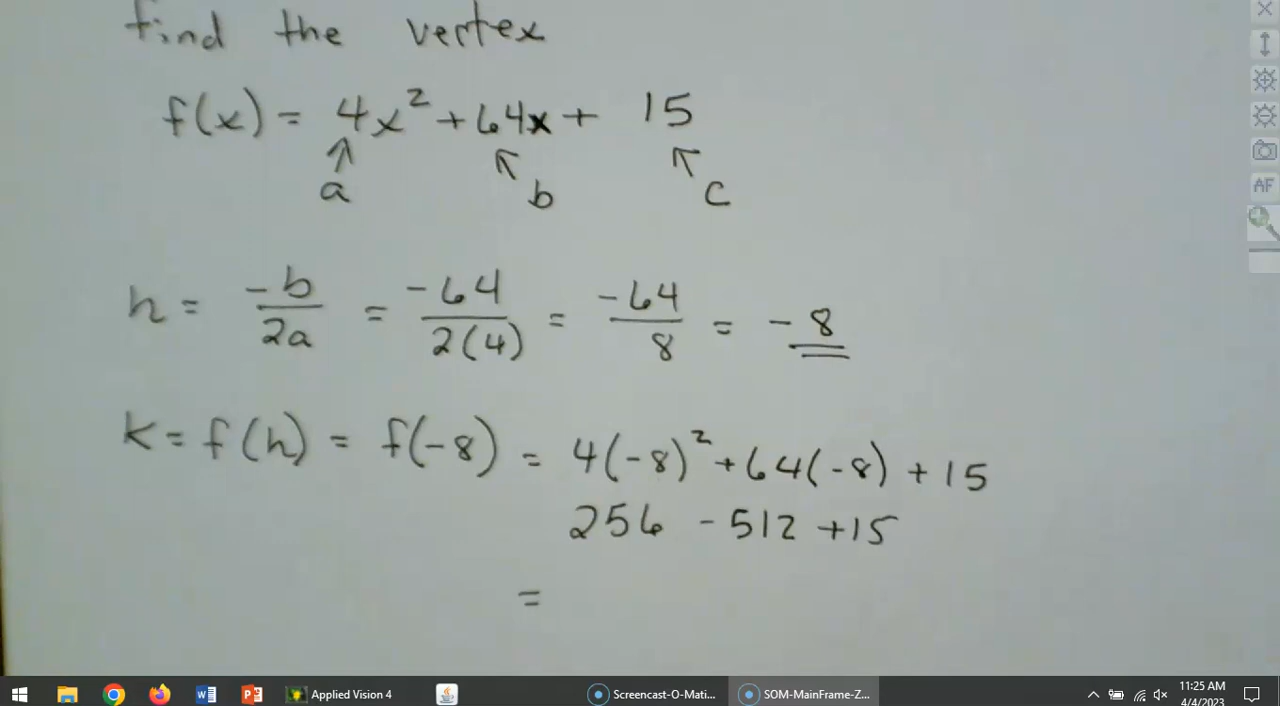 find the vertex
f(x) = 4x² + 64x + 15
a b c
h = -b/2a = -64/2(4) = -64/8 = -8
k = f(h) = f(-8) = 4(-8)² + 64(-8) + 15
256 - 512 + 15
=
AF
Applied Vision 4
Screencast-O-Mati...
SOM-MainFrame-Z...
11:25 AM
4/4/2023